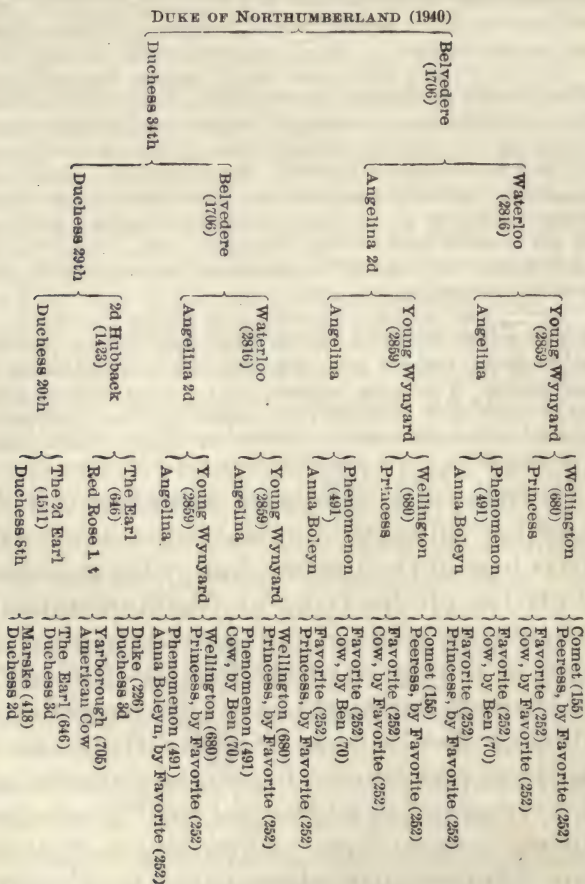 DUKE OF NORTHUMBERLAND (1940)
Belvedere
(1706)
Duchess 34th
Waterloo
(2816)
Angelina 2d
Belvedere
(1706)
Duchess 29th
Young Wynyard
(2859)
Angelina
Young Wynyard
(2859)
Angelina
Waterloo
(2816)
Angelina 2d
2d Hubback
(1423)
Duchess 20th
Wellington
(680)
Princess
Phenomenon
(491)
Anna Boleyn
Wellington
(680)
Princess
Phenomenon
(491)
Anna Boleyn
Young Wynyard
(2859)
Angelina
Young Wynyard
(2859)
Angelina
The Earl
(646)
Red Rose 1. t
The 2d Earl
(1511)
Duchess 8th
Comet (155)
Peeress, by Favorite (252)
Favorite (252)
Cow, by Favorite (252)
Favorite (252)
Cow, by Ben (70)
Favorite (252)
Princess, by Favorite (252)
Comet (155)
Peeress, by Favorite (252)
Favorite (252)
Cow, by Favorite (252)
Favorite (252)
Cow, by Ben (70)
Favorite (252)
Princess, by Favorite (252)
Wellington (680)
Princess, by Favorite (252)
Phenomenon (491)
Cow, by Ben (70)
Wellington (680)
Princess, by Favorite (252)
Phenomenon (491)
Anna Boleyn, by Favorite (252)
Duke (226)
Duchess 3d
Yarborough (705)
American Cow
The Earl (646)
Duchess 3d
Marske (418)
Duchess 2d